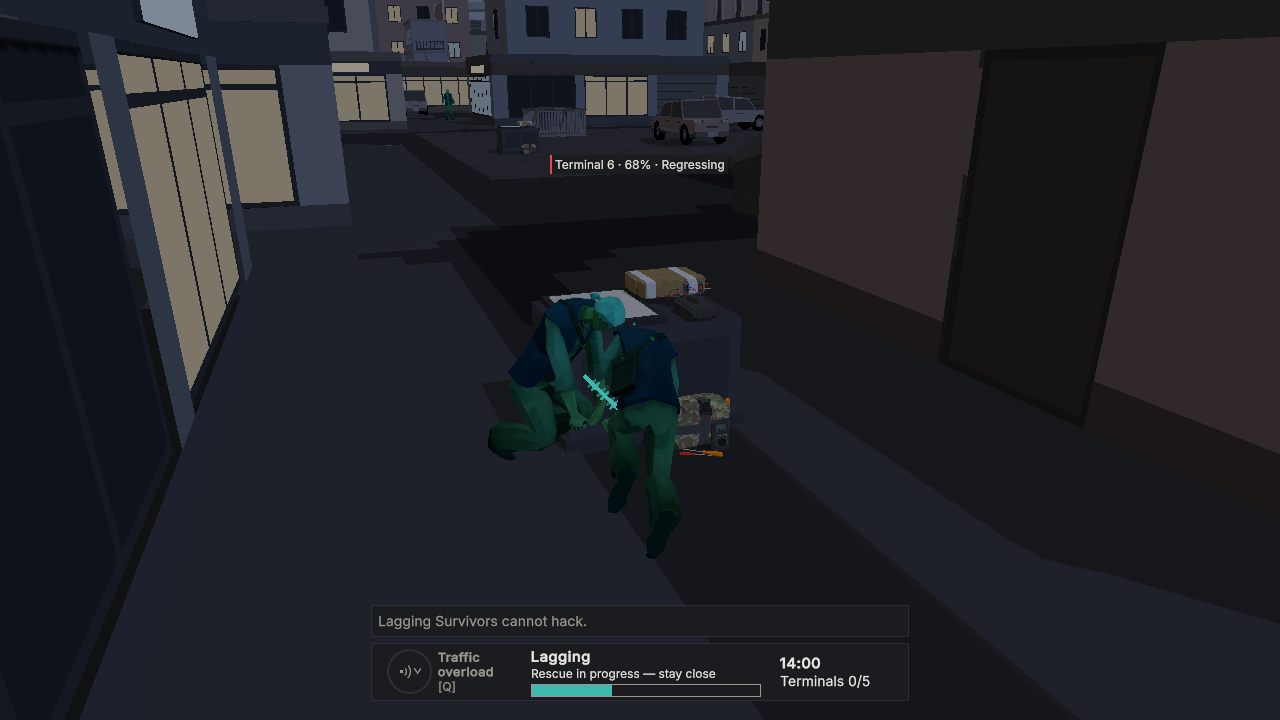 Terminal 6 · 68% · Regressing
Lagging Survivors cannot hack.
Traffic
overload
[Q]
Lagging
Rescue in progress — stay close
14:00
Terminals 0/5